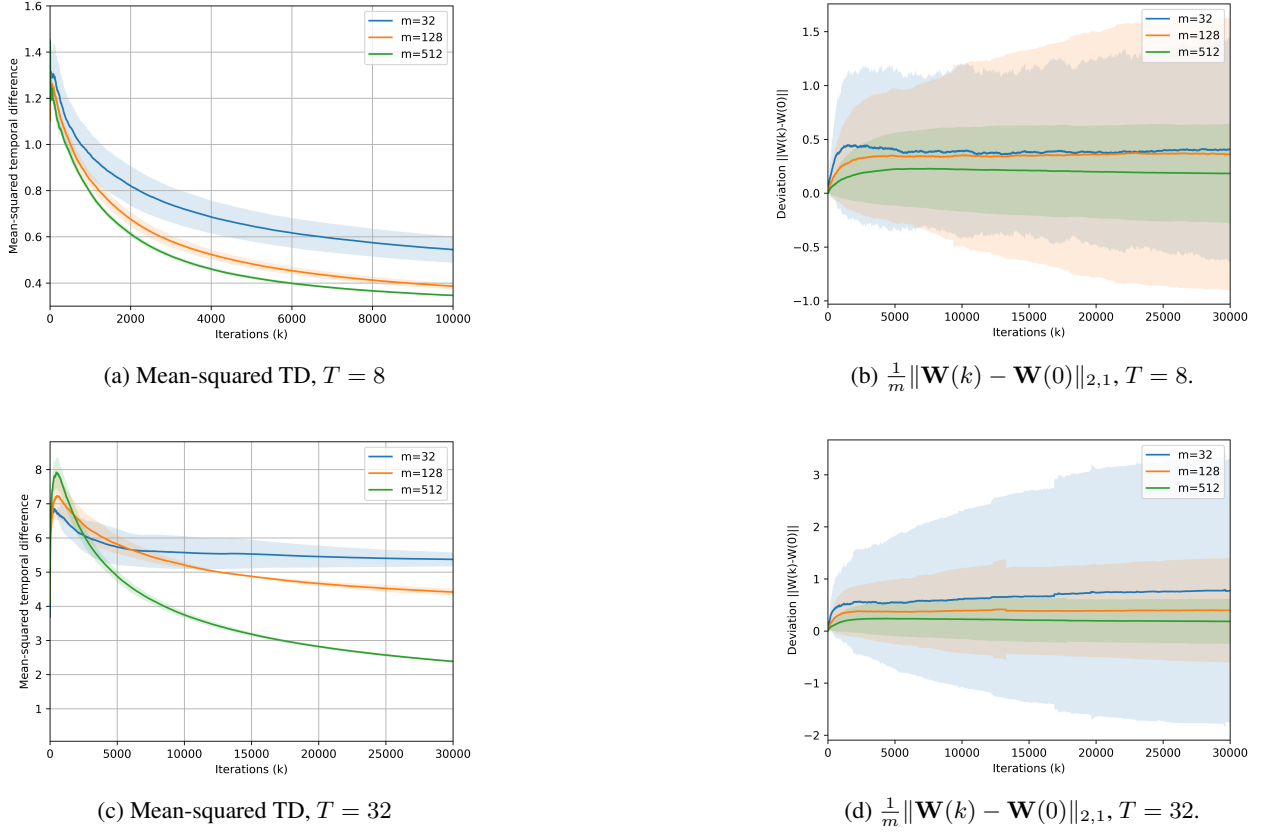 1.6
1.4
1.2
1.0
0.8
0.6
0.4
Mean-squared temporal difference
m=32
m=128
m=512
0 2000 4000 6000 8000 10000
Iterations (k)
(a) Mean-squared TD, T = 8
1.5
1.0
0.5
0.0
−0.5
−1.0
Deviation ||W(k)-W(0)||
m=32
m=128
m=512
0 5000 10000 15000 20000 25000 30000
Iterations (k)
(b) 1/m ‖W(k) − W(0)‖2,1, T = 8.
8
7
6
5
4
3
2
1
Mean-squared temporal difference
m=32
m=128
m=512
0 5000 10000 15000 20000 25000 30000
Iterations (k)
(c) Mean-squared TD, T = 32
3
2
1
0
−1
−2
Deviation ||W(k)-W(0)||
m=32
m=128
m=512
0 5000 10000 15000 20000 25000 30000
Iterations (k)
(d) 1/m ‖W(k) − W(0)‖2,1, T = 32.